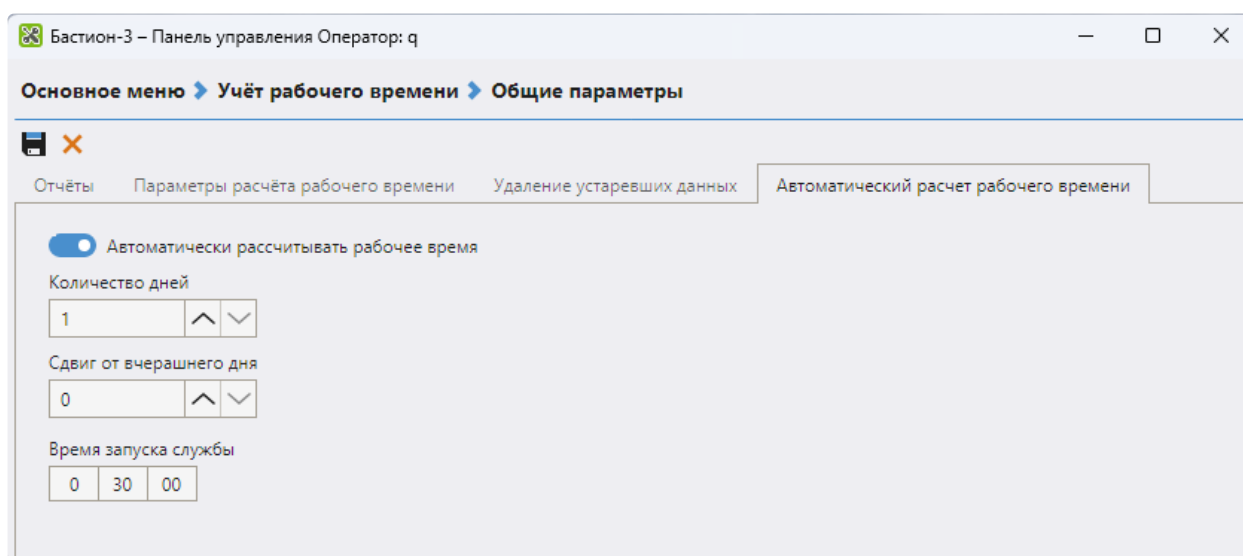 Бастион-3 – Панель управления Оператор: q
Основное меню Учёт рабочего времени Общие параметры
Отчёты Параметры расчёта рабочего времени Удаление устаревших данных Автоматический расчет рабочего времени
Автоматически рассчитывать рабочее время
Количество дней
1
Сдвиг от вчерашнего дня
0
Время запуска службы
0 30 00